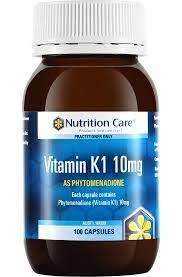 Nutrition Care®
PRACTITIONER ONLY
Vitamin K1 10mg
AS PHYTOMENADIONE
Each capsule contains
Phytomenadione (Vitamin K1) 10mg
100 CAPSULES